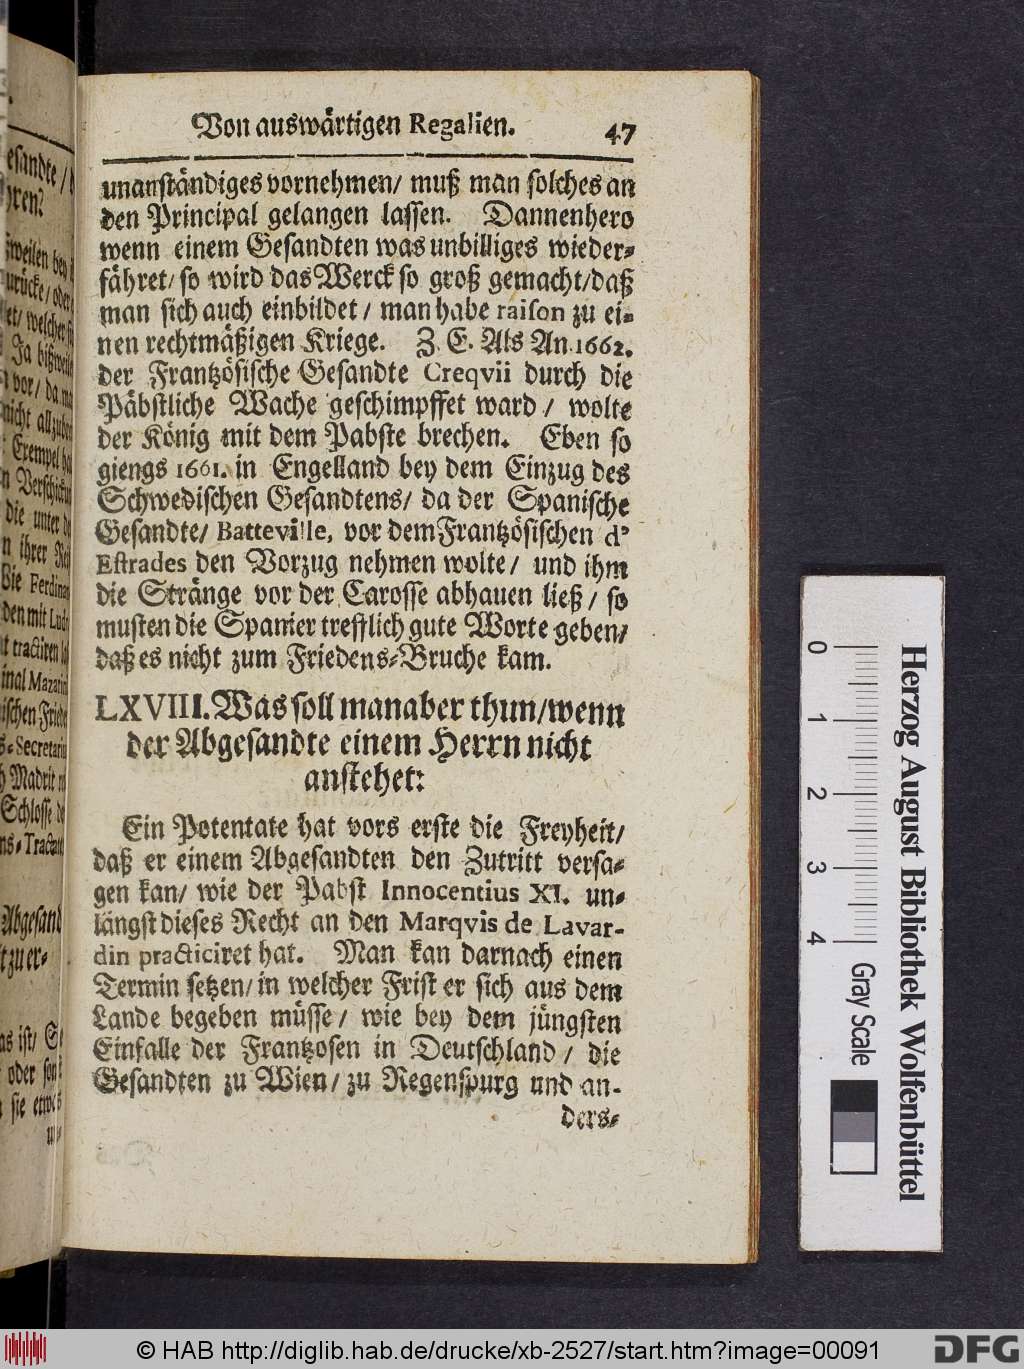 Von auswärtigen Regalien. 47
unanständiges vornehmen/ muß man solches an
den Principal gelangen lassen. Dannenhero
wenn einem Gesandten was unbilliges wieder-
fähret/ so wird das Werck so groß gemacht/ daß
man sich auch einbildet / man habe raison zu ei-
nen rechtmäßigen Kriege. Z. E. Als An. 1662.
der Frantzösische Gesandte Creqvii durch die
Päbstliche Wache geschimpffet ward / wolte
der König mit dem Pabste brechen. Eben so
giengs 1661. in Engelland bey dem Einzug des
Schwedischen Gesandtens/ da der Spanische
Gesandte/ Batteville, vor dem Frantzösischen d'
Estrades den Vorzug nehmen wolte/ und ihm
die Stränge vor der Carosse abhauen ließ / so
musten die Spanier trefflich gute Worte geben/
daß es nicht zum Friedens-Bruche kam.
LXVIII. Was soll man aber thun/ wenn
der Abgesandte einem Herrn nicht
anstehet:
Ein Potentate hat vors erste die Freyheit/
daß er einem Abgesandten den Zutritt versa-
gen kan/ wie der Pabst Innocentius XI. un-
längst dieses Recht an den Marqvis de Lavar-
din practiciret hat. Man kan darnach einen
Termin setzen/ in welcher Frist er sich aus dem
Lande begeben müsse / wie bey dem jüngsten
Einfalle der Frantzosen in Deutschland / die
Gesandten zu Wien / zu Regenspurg und an-
ders-
0 1 2 3 4
Herzog August Bibliothek Wolfenbüttel
Gray Scale
© HAB http://diglib.hab.de/drucke/xb-2527/start.htm?image=00091
DFG